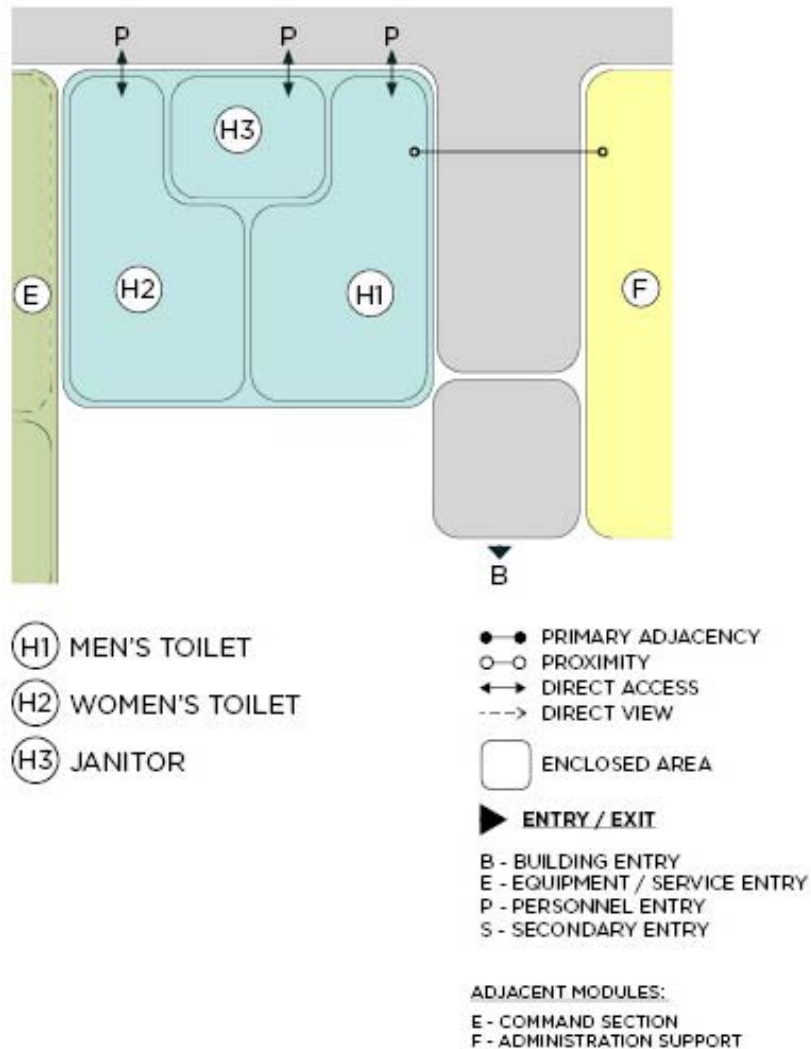 P P P
H3
E H2 H1 F
B
H1 MEN'S TOILET
H2 WOMEN'S TOILET
H3 JANITOR
PRIMARY ADJACENCY
PROXIMITY
DIRECT ACCESS
DIRECT VIEW
ENCLOSED AREA
ENTRY / EXIT
B - BUILDING ENTRY
E - EQUIPMENT / SERVICE ENTRY
P - PERSONNEL ENTRY
S - SECONDARY ENTRY
ADJACENT MODULES:
E - COMMAND SECTION
F - ADMINISTRATION SUPPORT